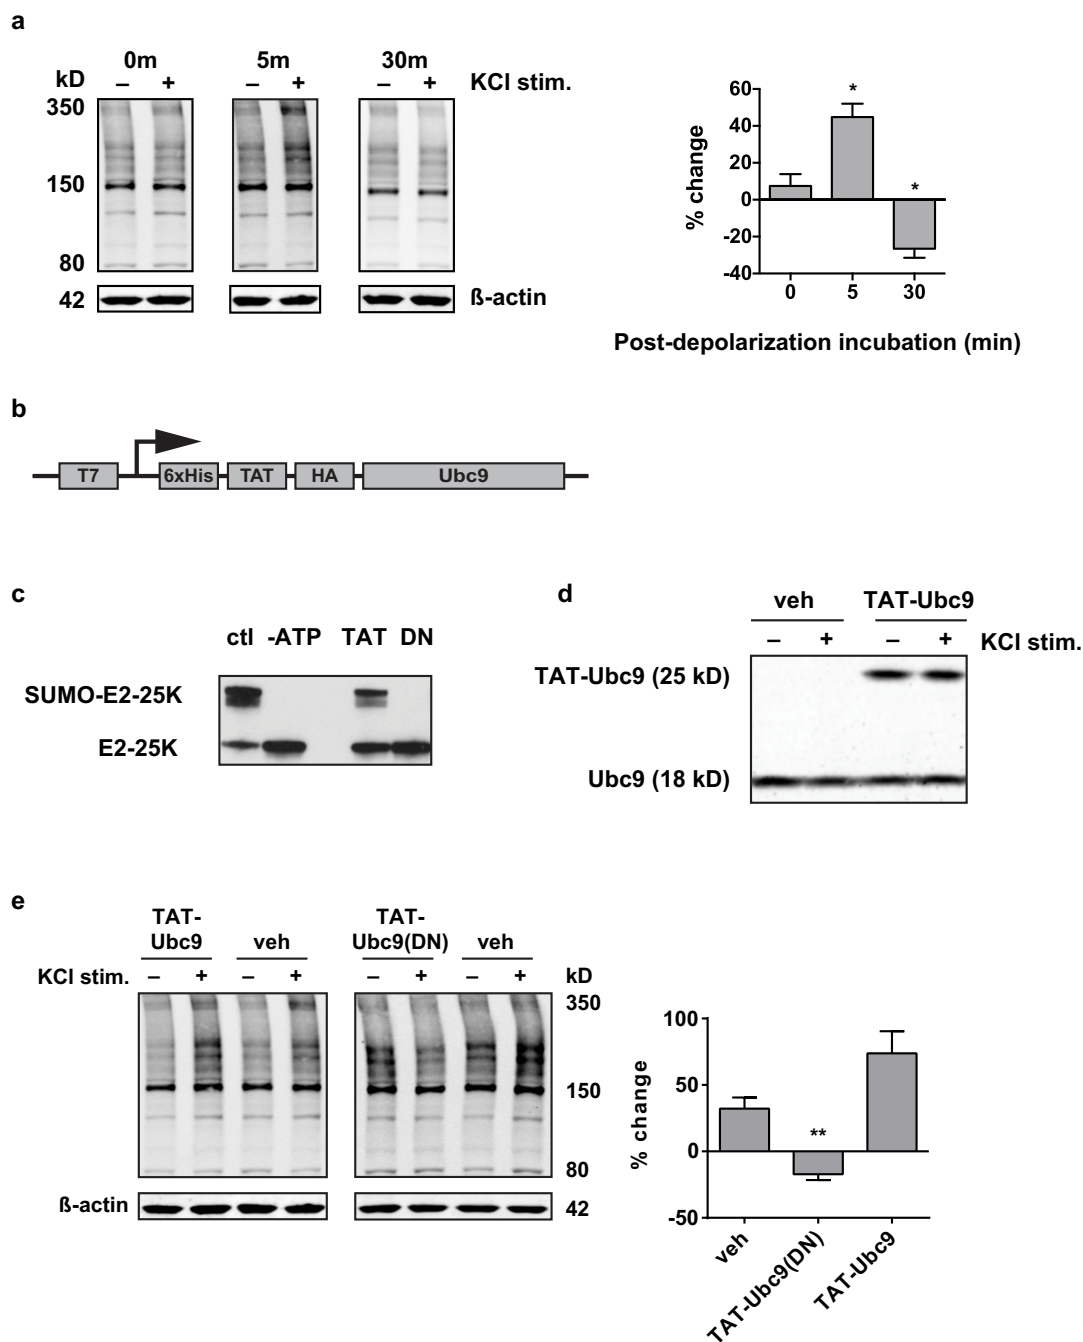 a
0m 5m 30m
kD – + – + – + KCl stim.
350
150
80
42 ß-actin
% change
60
40
20
0
-20
-40
* *
0 5 30
Post-depolarization incubation (min)
b
T7 6xHis TAT HA Ubc9
c
ctl -ATP TAT DN
SUMO-E2-25K
E2-25K
d
veh TAT-Ubc9
– + – + KCl stim.
TAT-Ubc9 (25 kD)
Ubc9 (18 kD)
e
TAT-
Ubc9 veh
TAT-
Ubc9(DN) veh
KCl stim. – + – + – + – + kD
350
150
80
ß-actin 42
% change
100
50
0
-50
**
veh
TAT-Ubc9(DN)
TAT-Ubc9